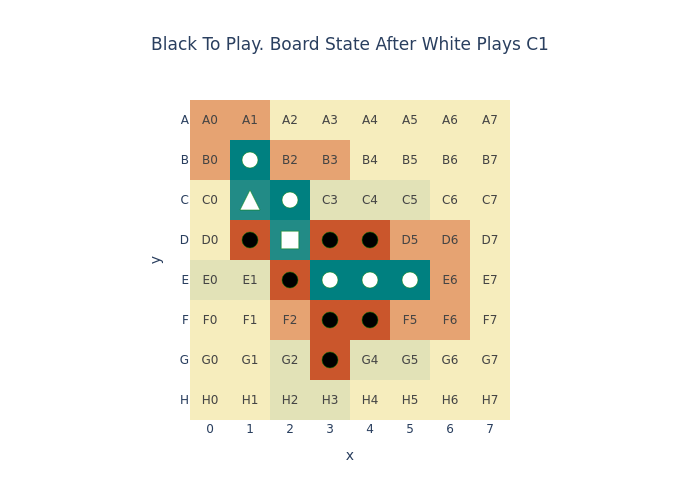 Black To Play. Board State After White Plays C1
A A0 A1 A2 A3 A4 A5 A6 A7
B B0 B2 B3 B4 B5 B6 B7
C C0 C3 C4 C5 C6 C7
D D0 D5 D6 D7
E E0 E1 E6 E7
F F0 F1 F2 F5 F6 F7
G G0 G1 G2 G4 G5 G6 G7
H H0 H1 H2 H3 H4 H5 H6 H7
0 1 2 3 4 5 6 7
x
y